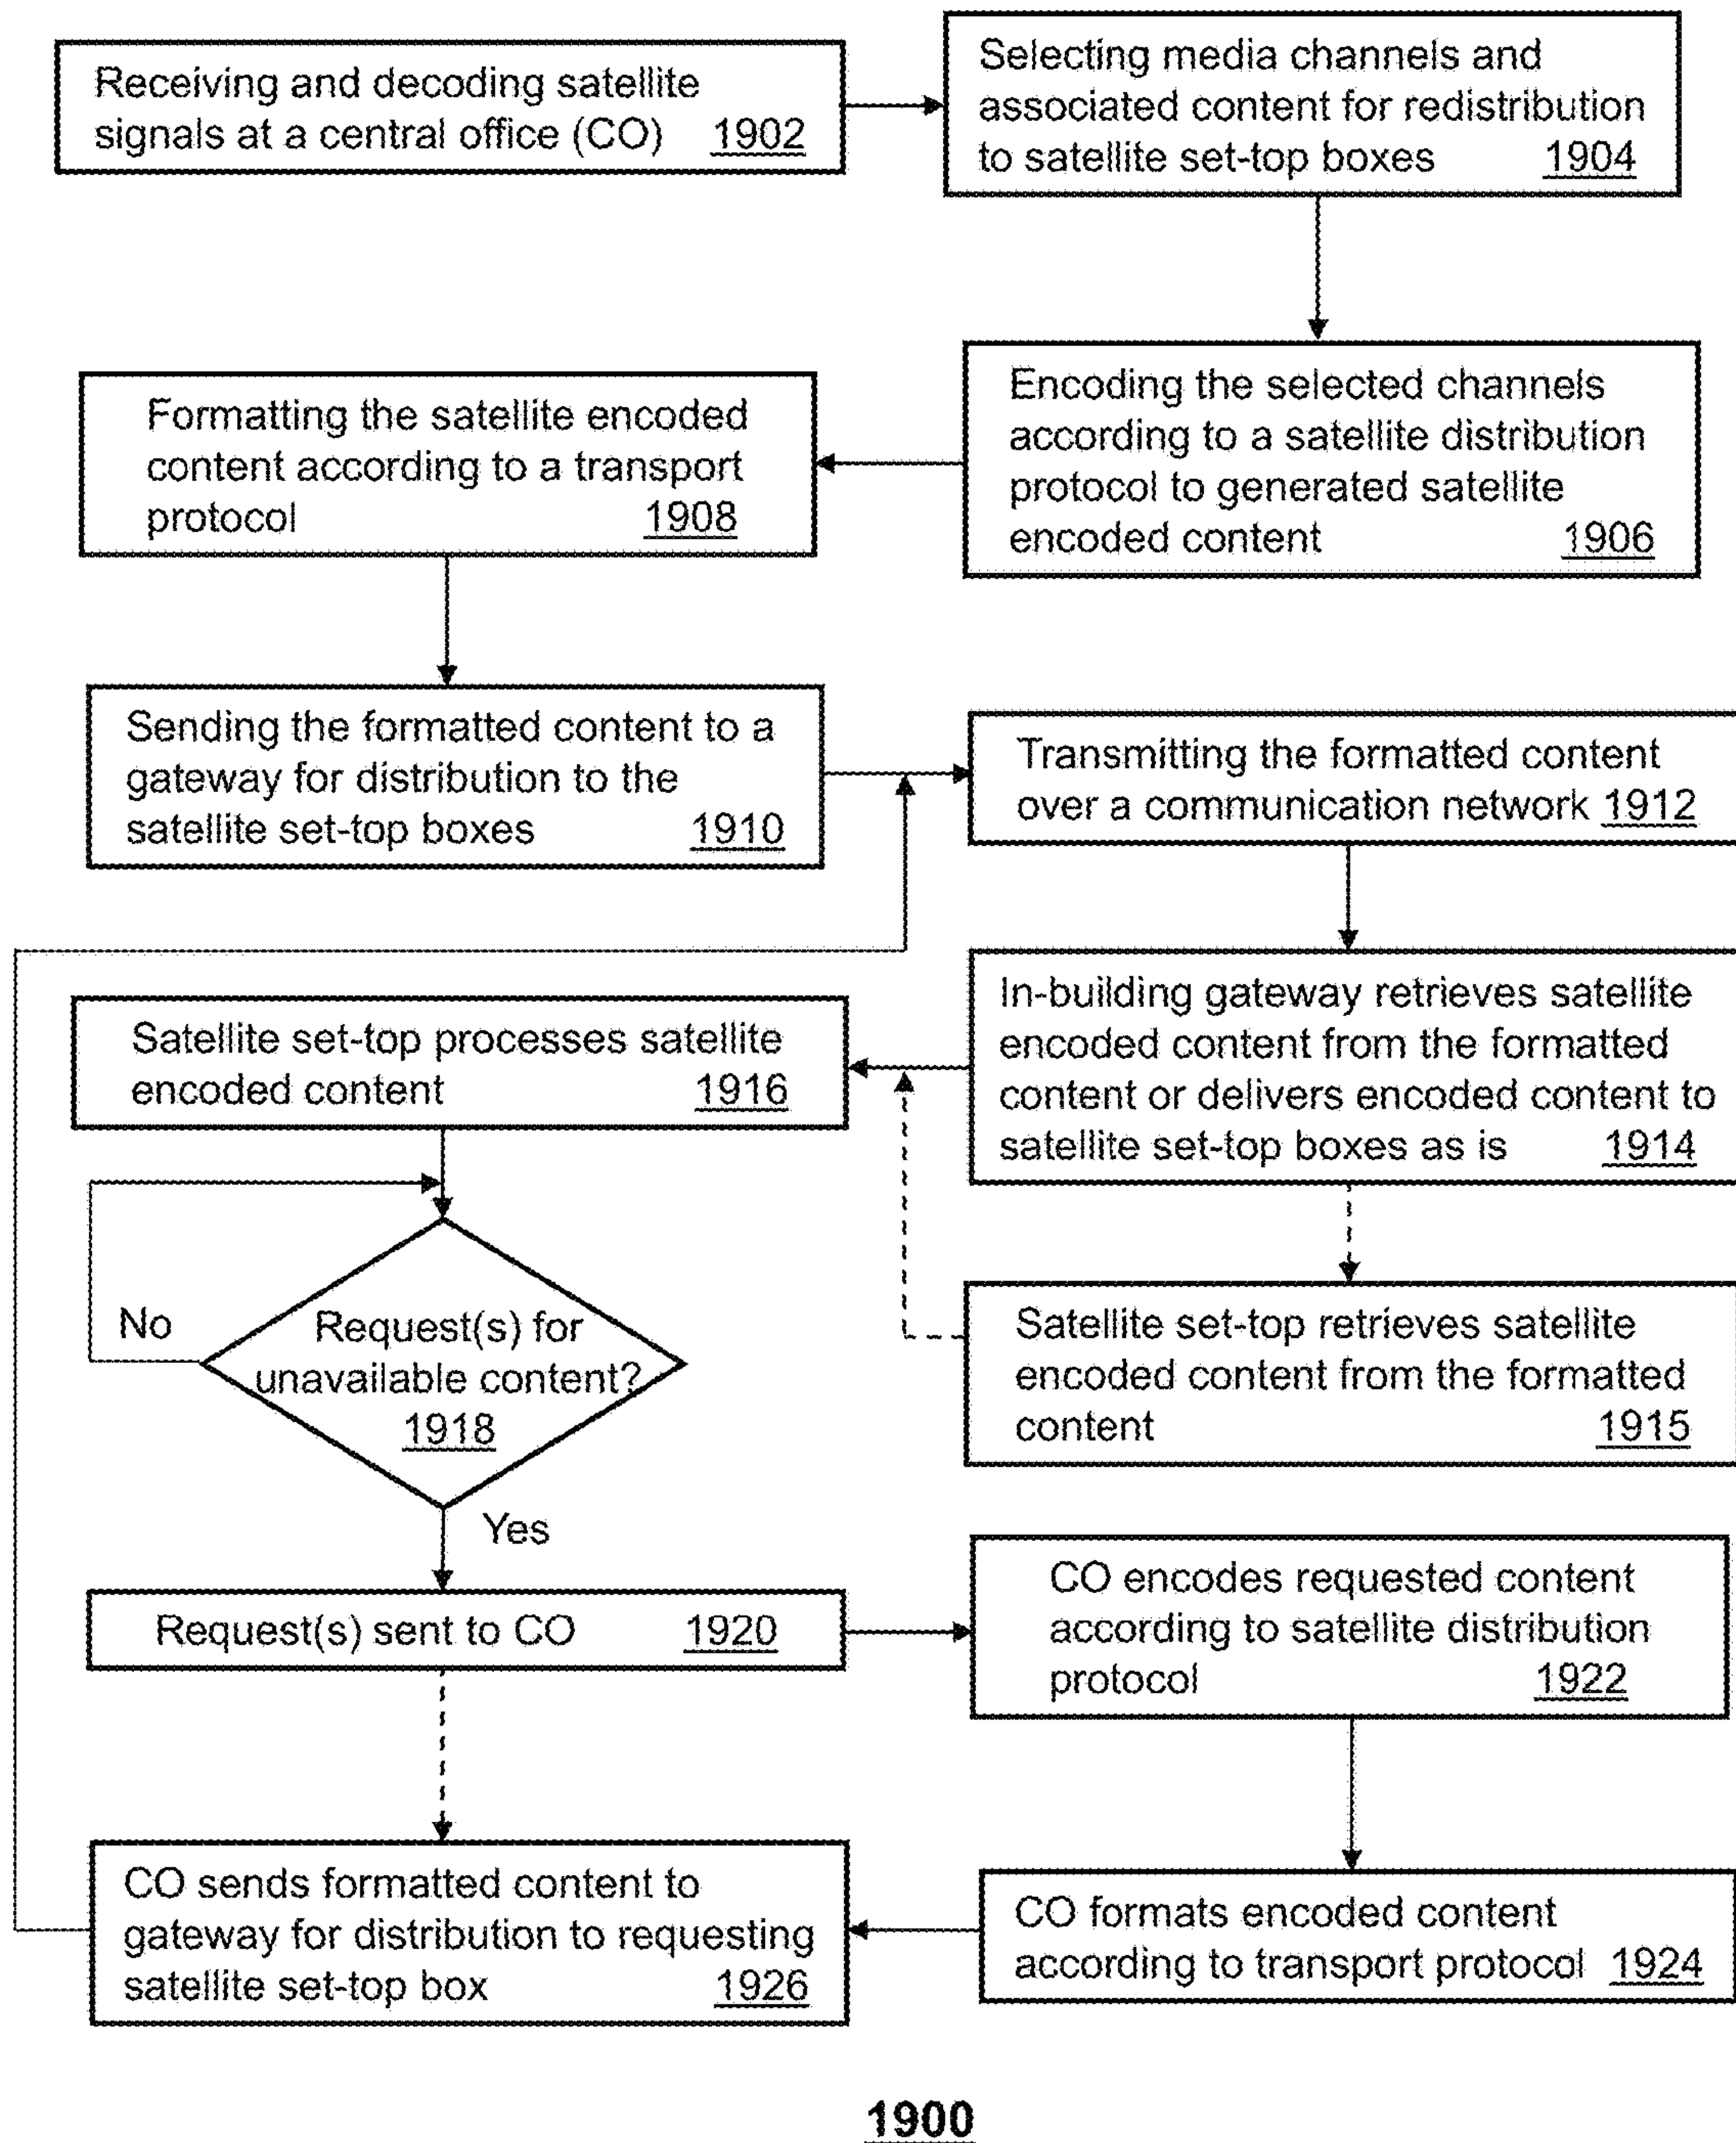 Receiving and decoding satellite
signals at a central office (CO) 1902
Selecting media channels and
associated content for redistribution
to satellite set-top boxes 1904
Encoding the selected channels
according to a satellite distribution
protocol to generated satellite
encoded content 1906
Formatting the satellite encoded
content according to a transport
protocol 1908
Sending the formatted content to a
gateway for distribution to the
satellite set-top boxes 1910
Transmitting the formatted content
over a communication network 1912
In-building gateway retrieves satellite
encoded content from the formatted
content or delivers encoded content to
satellite set-top boxes as is 1914
Satellite set-top retrieves satellite
encoded content from the formatted
content 1915
Satellite set-top processes satellite
encoded content 1916
No
Request(s) for
unavailable content?
1918
Yes
Request(s) sent to CO 1920
CO encodes requested content
according to satellite distribution
protocol 1922
CO formats encoded content
according to transport protocol 1924
CO sends formatted content to
gateway for distribution to requesting
satellite set-top box 1926
1900